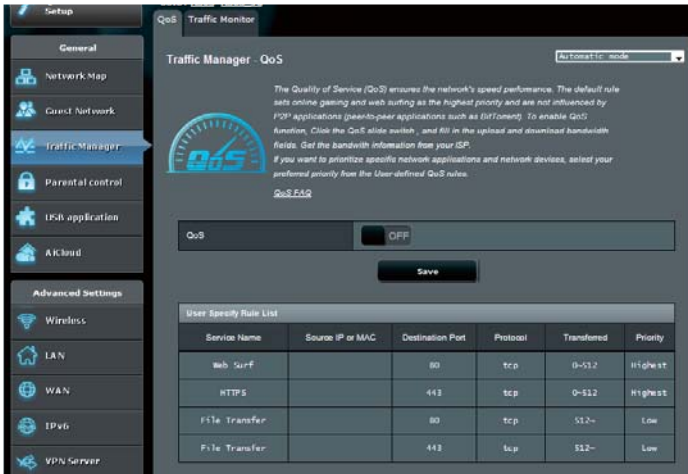 Setup
QoS
Traffic Monitor
General
Network Map
Guest Network
Traffic Manager
Parental control
USB application
AiCloud
Advanced Settings
Wireless
LAN
WAN
IPv6
VPN Server
Traffic Manager - QoS
Automatic mode
QoS
The Quality of Service (QoS) ensures the network's speed performance. The default rule
sets online gaming and web surfing as the highest priority and are not influenced by
P2P applications (peer-to-peer applications such as BitTorrent). To enable QoS
function, Click the QoS slide switch , and fill in the upload and download bandwidth
fields. Get the bandwith information from your ISP.
If you want to prioritize specific network applications and network devices, select your
preferred priority from the User-defined QoS rules.
QoS FAQ
QoS
OFF
Save
User Specify Rule List
Service Name Source IP or MAC Destination Port Protocol Transferred Priority
Web Surf 80 tcp 0~512 Highest
HTTPS 443 tcp 0~512 Highest
File Transfer 80 tcp 512~ Low
File Transfer 443 tcp 512~ Low